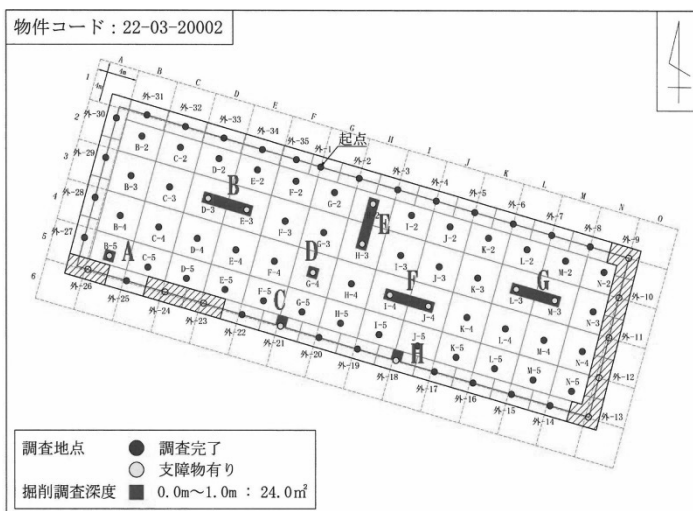 物件コード：22-03-20002
A B C D E F G H I J K L M N O
4m
1 4m
2
3
4
5
6
起点
外-30 外-31 外-32 外-33 外-34 外-35 外-1 外-2 外-3 外-4 外-5 外-6 外-7 外-8 外-9
B-2 C-2 D-2 E-2 F-2 G-2 I-2 J-2 K-2 L-2 M-2 N-2
外-29 B-3 C-3 D-3 B E-3 F-3 G-3 E H-3 I-3 J-3 K-3 L-3 G M-3 N-3 外-10
外-28 B-4 C-4 D-4 E-4 F-4 D G-4 H-4 F I-4 J-4 K-4 L-4 M-4 N-4 外-11
外-27 B-5 A C-5 D-5 E-5 F-5 C G-5 H-5 I-5 J-5 H K-5 L-5 M-5 N-5 外-12
外-26 外-25 外-24 外-23 外-22 外-21 外-20 外-19 外-18 外-17 外-16 外-15 外-14 外-13
調査地点 ● 調査完了
○ 支障物有り
掘削調査深度 ■ 0.0m～1.0m : 24.0㎡